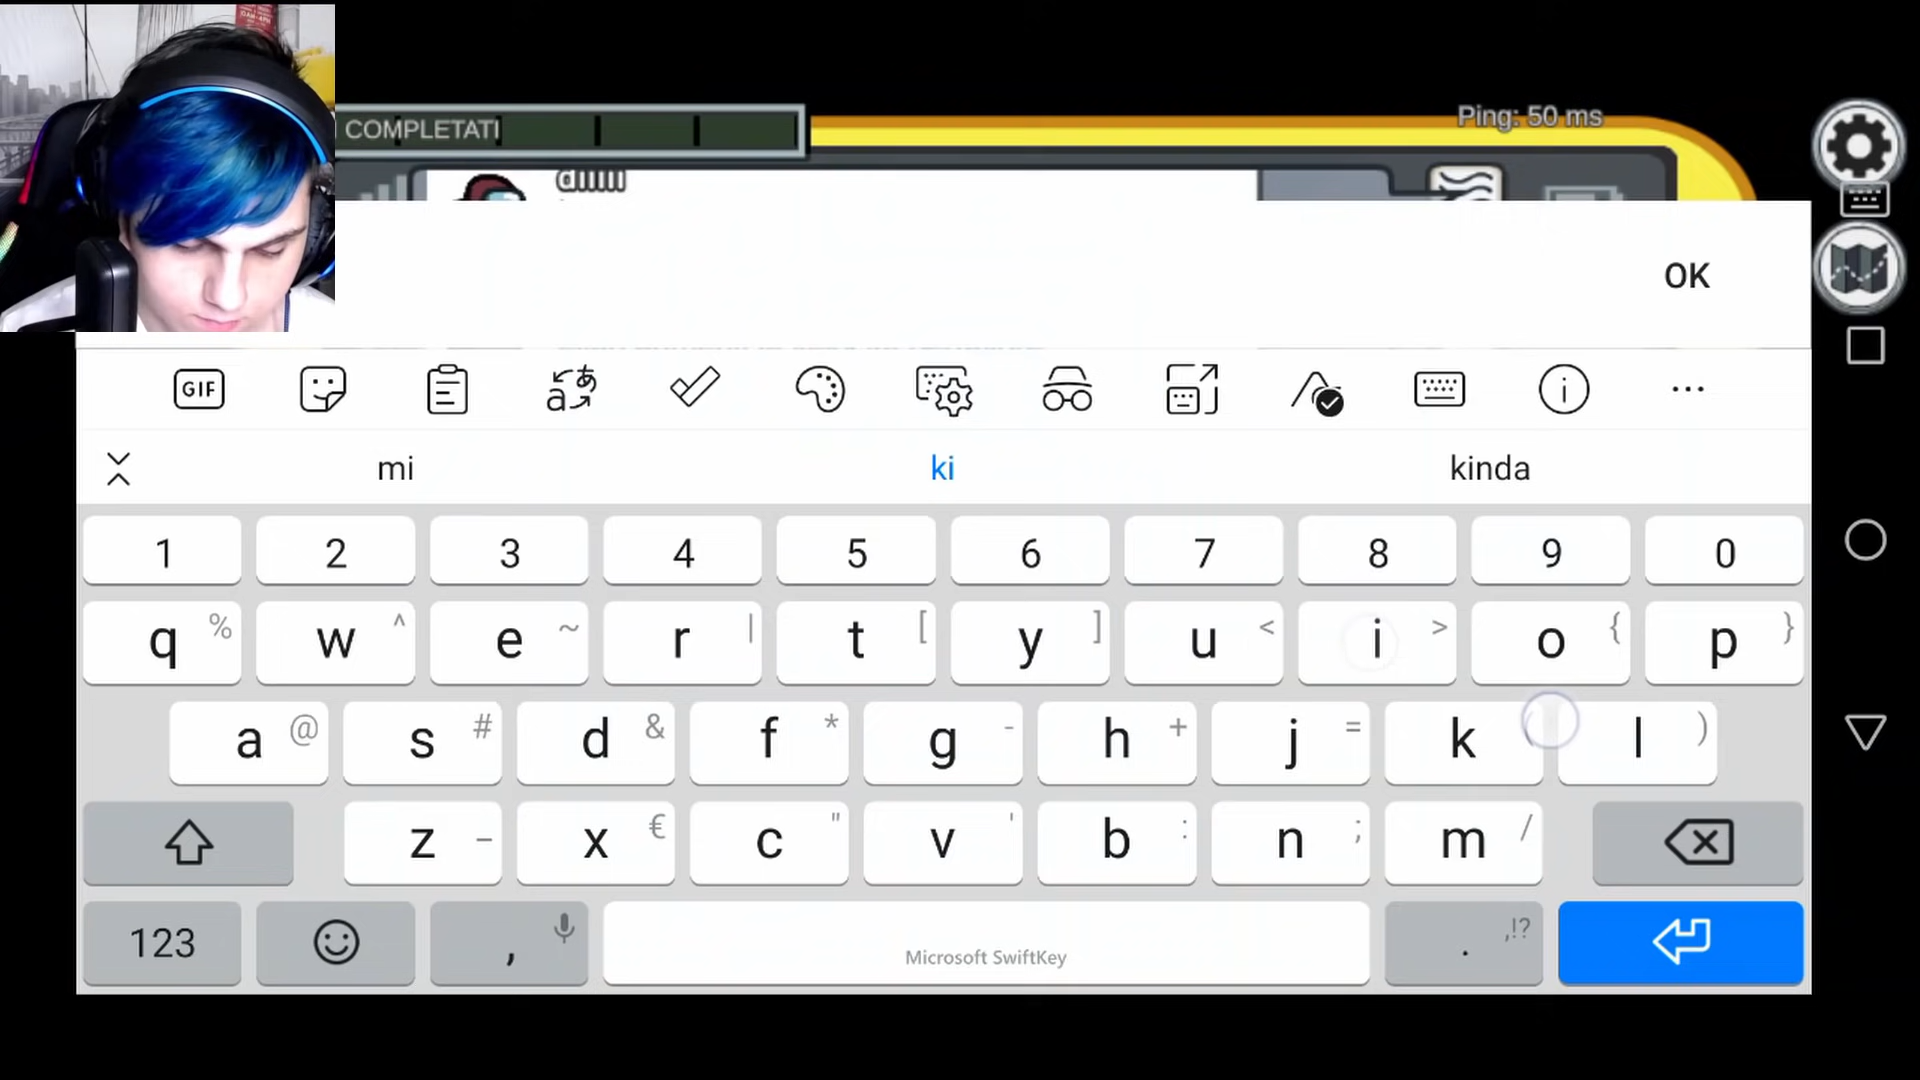 COMPLETATI
Ping: 50 ms
OK
GIF
mi ki kinda
1 2 3 4 5 6 7 8 9 0
q % w ^ e ~ r | t [ y ] u < i > o { p }
a @ s # d & f * g - h + j = k ( l )
z _ x € c " v ' b : n ; m /
123 , Microsoft SwiftKey . ,!?